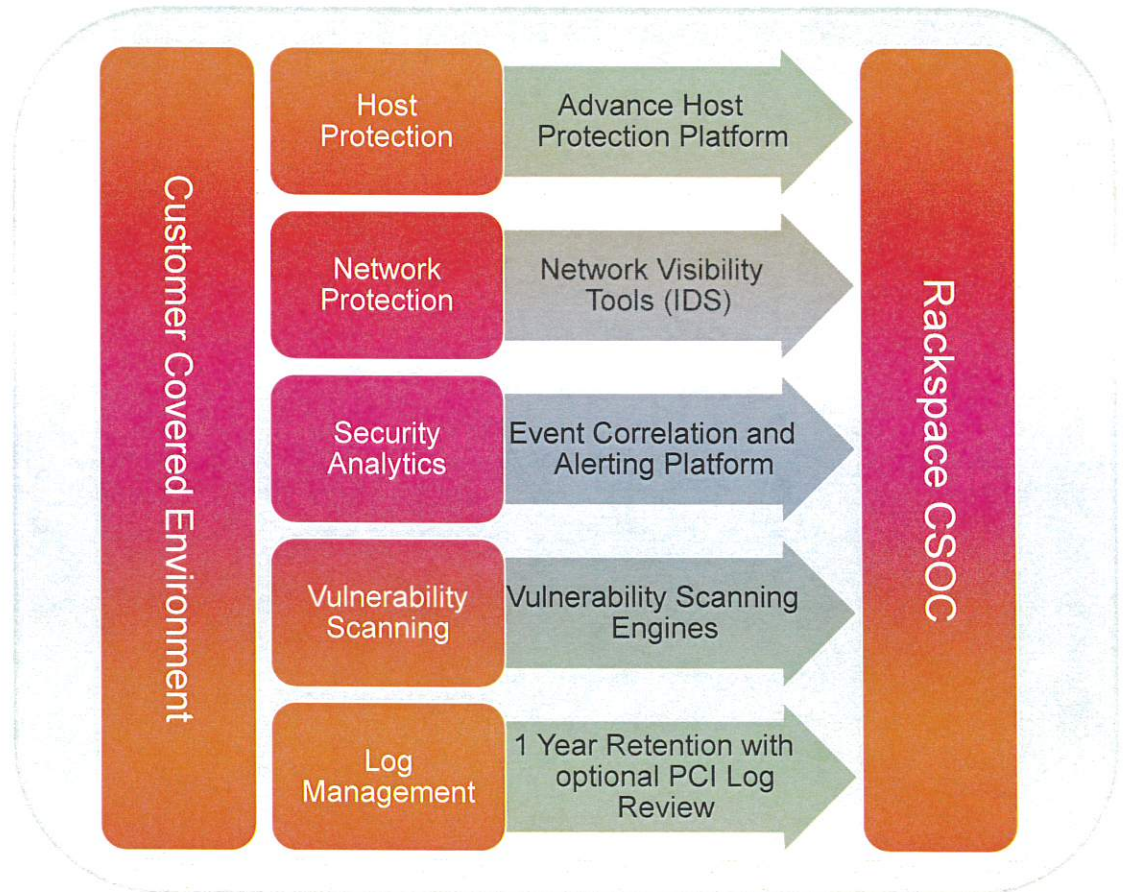 Customer Covered Environment
Host
Protection
Advance Host
Protection Platform
Network
Protection
Network Visibility
Tools (IDS)
Security
Analytics
Event Correlation and
Alerting Platform
Vulnerability
Scanning
Vulnerability Scanning
Engines
Log
Management
1 Year Retention with
optional PCI Log
Review
Rackspace CSOC